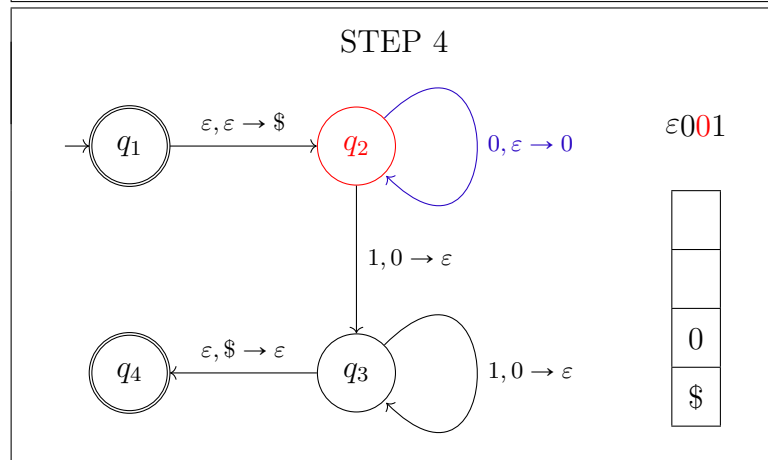 STEP 4
ε, ε → $
q₁
q₂
0, ε → 0
ε001
1, 0 → ε
ε, $ → ε
q₄
q₃
1, 0 → ε
0
$